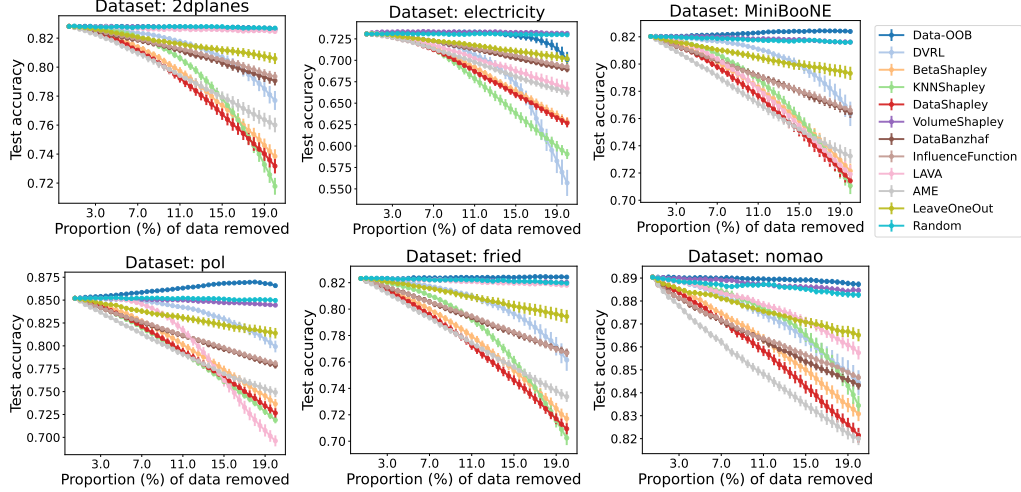 Dataset: 2dplanes
Test accuracy
0.82
0.80
0.78
0.76
0.74
0.72
3.0 7.0 11.0 15.0 19.0
Proportion (%) of data removed
Dataset: electricity
Test accuracy
0.725
0.700
0.675
0.650
0.625
0.600
0.575
0.550
3.0 7.0 11.0 15.0 19.0
Proportion (%) of data removed
Dataset: MiniBooNE
Test accuracy
0.82
0.80
0.78
0.76
0.74
0.72
0.70
3.0 7.0 11.0 15.0 19.0
Proportion (%) of data removed
Data-OOB
DVRL
BetaShapley
KNNShapley
DataShapley
VolumeShapley
DataBanzhaf
InfluenceFunction
LAVA
AME
LeaveOneOut
Random
Dataset: pol
Test accuracy
0.875
0.850
0.825
0.800
0.775
0.750
0.725
0.700
3.0 7.0 11.0 15.0 19.0
Proportion (%) of data removed
Dataset: fried
Test accuracy
0.82
0.80
0.78
0.76
0.74
0.72
0.70
3.0 7.0 11.0 15.0 19.0
Proportion (%) of data removed
Dataset: nomao
Test accuracy
0.89
0.88
0.87
0.86
0.85
0.84
0.83
0.82
3.0 7.0 11.0 15.0 19.0
Proportion (%) of data removed